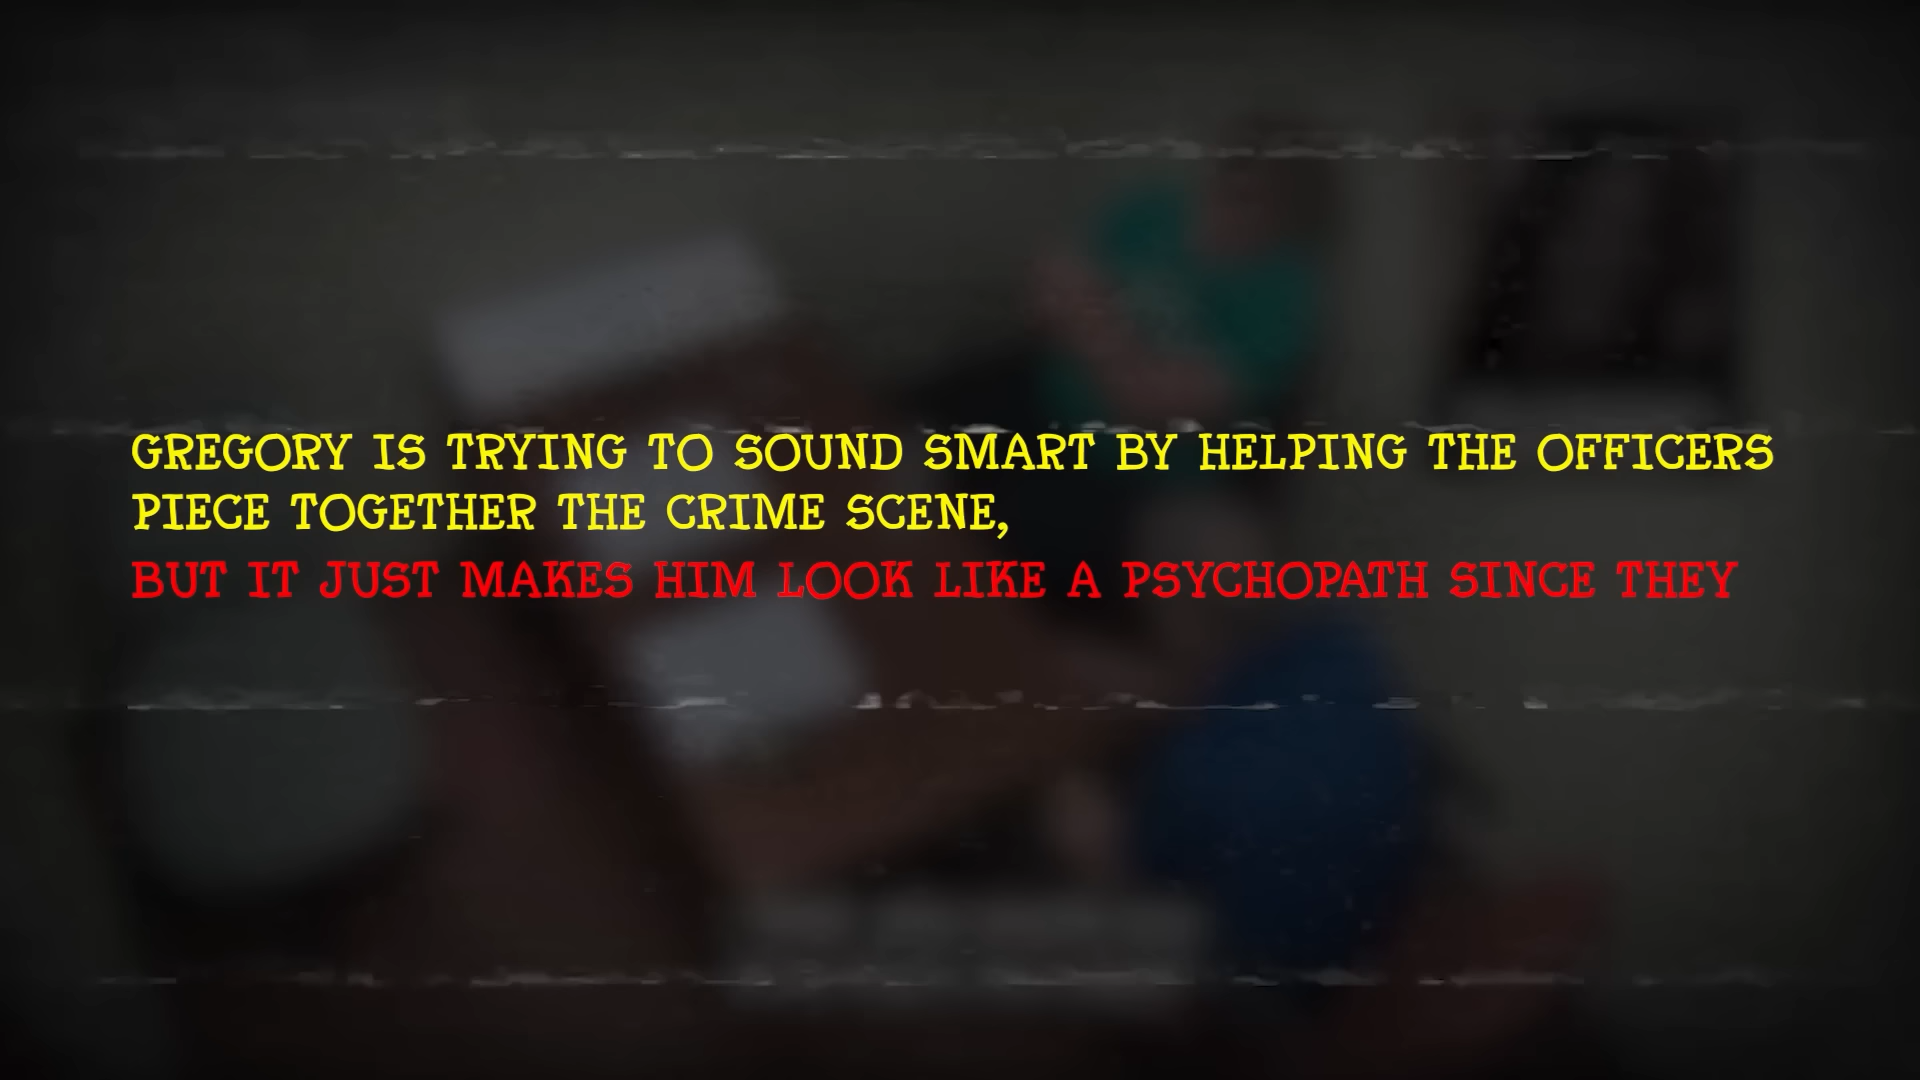 GREGORY IS TRYING TO SOUND SMART BY HELPING THE OFFICERS
PIECE TOGETHER THE CRIME SCENE,
BUT IT JUST MAKES HIM LOOK LIKE A PSYCHOPATH SINCE THEY